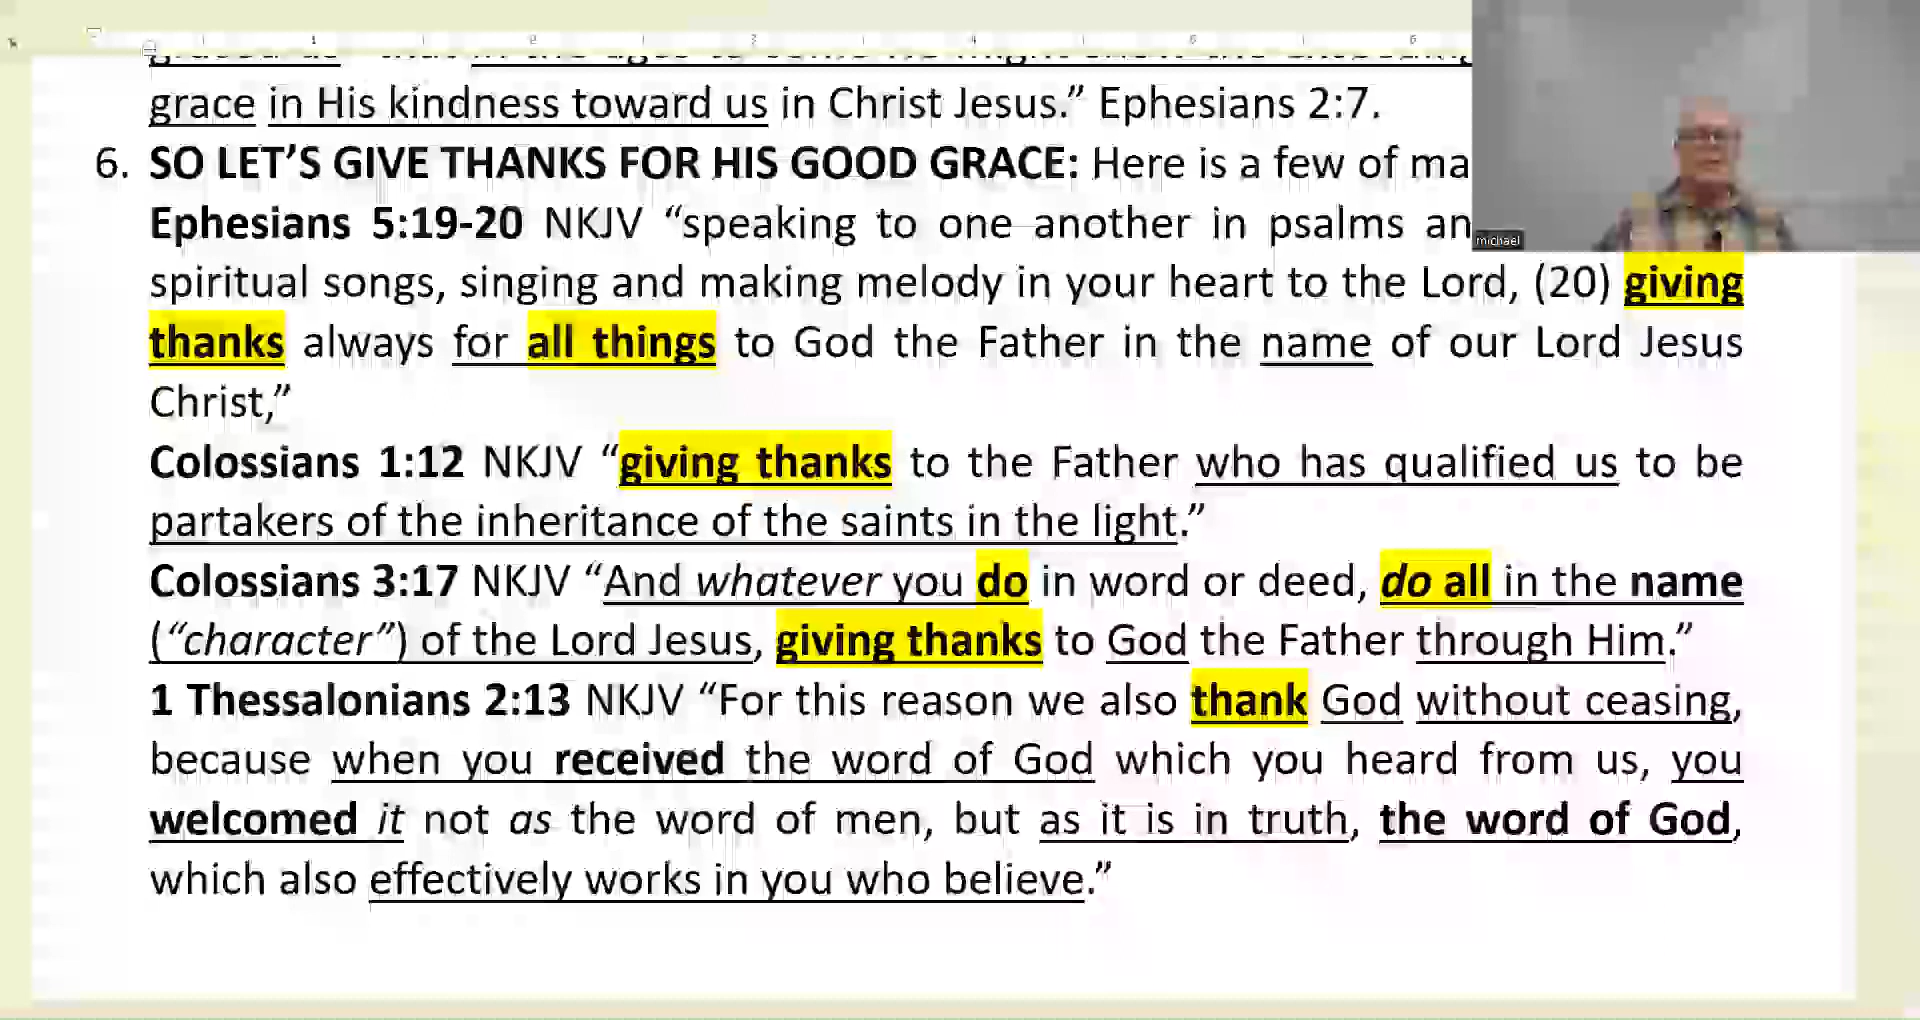 grace in His kindness toward us in Christ Jesus.” Ephesians 2:7.
6. SO LET’S GIVE THANKS FOR HIS GOOD GRACE: Here is a few of ma
Ephesians 5:19-20 NKJV “speaking to one another in psalms an
michael
spiritual songs, singing and making melody in your heart to the Lord, (20) giving
thanks always for all things to God the Father in the name of our Lord Jesus
Christ,”
Colossians 1:12 NKJV “giving thanks to the Father who has qualified us to be
partakers of the inheritance of the saints in the light.”
Colossians 3:17 NKJV “And whatever you do in word or deed, do all in the name
(“character”) of the Lord Jesus, giving thanks to God the Father through Him.”
1 Thessalonians 2:13 NKJV “For this reason we also thank God without ceasing,
because when you received the word of God which you heard from us, you
welcomed it not as the word of men, but as it is in truth, the word of God,
which also effectively works in you who believe.”